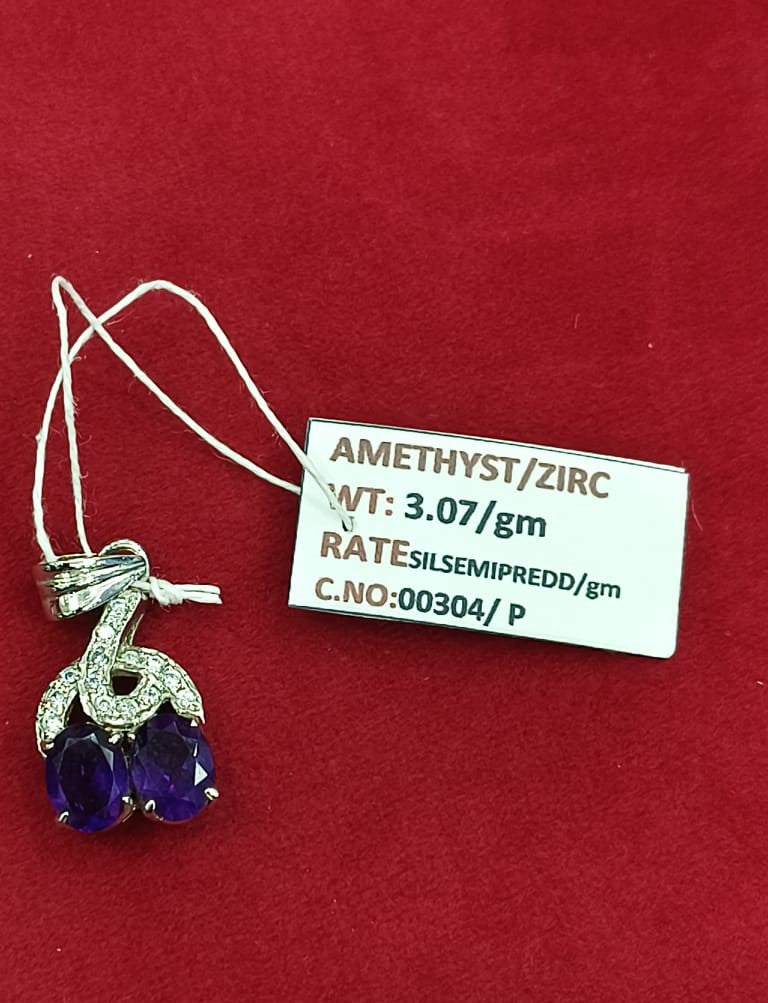 AMETHYST/ZIRC
WT: 3.07/gm
RATESILSEMIPREDD/gm
C.NO:00304/ P